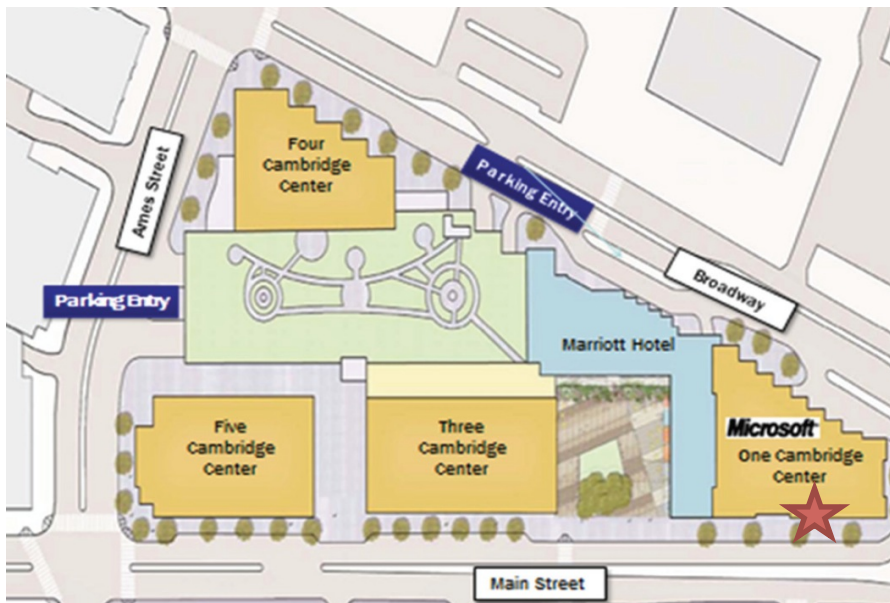 Four
Cambridge
Center
Ames Street
Parking Entry
Parking Entry
Broadway
Marriott Hotel
Five
Cambridge
Center
Three
Cambridge
Center
Microsoft
One Cambridge
Center
Main Street